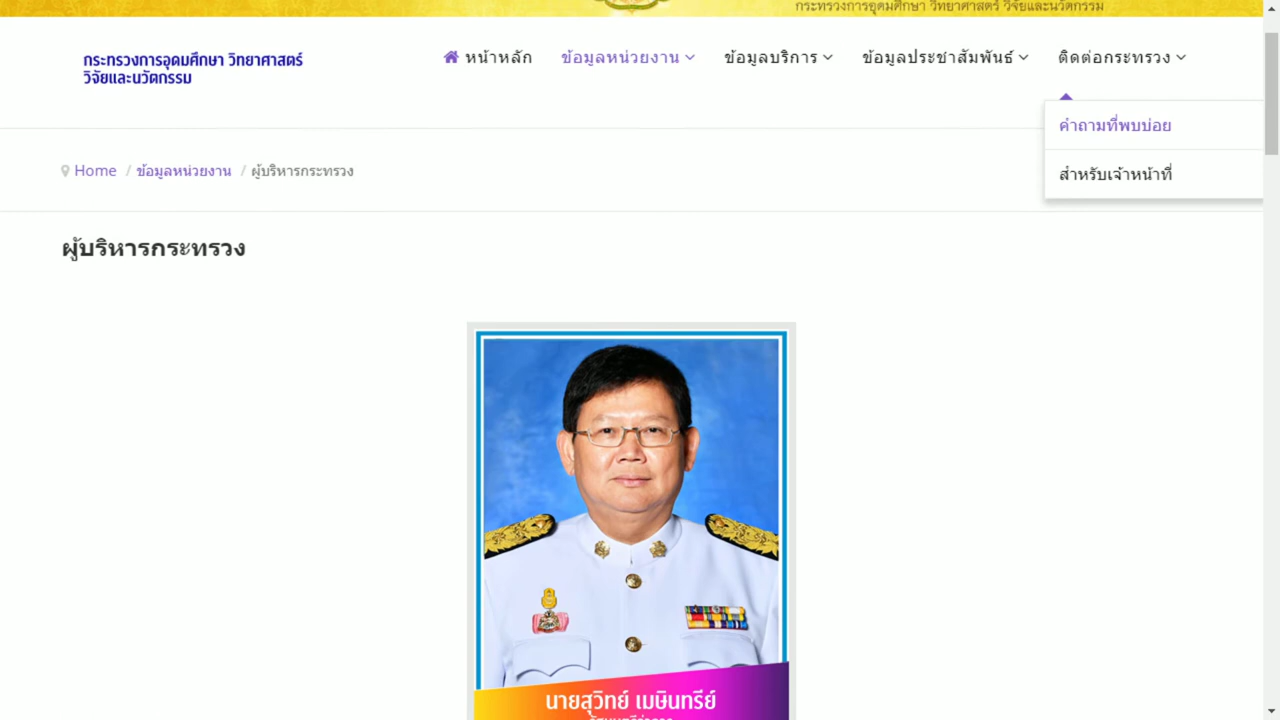 กระทรวงการอุดมศึกษา วิทยาศาสตร์ วิจัยและนวัตกรรม
กระทรวงการอุดมศึกษา วิทยาศาสตร์
วิจัยและนวัตกรรม
หน้าหลัก ข้อมูลหน่วยงาน ข้อมูลบริการ ข้อมูลประชาสัมพันธ์ ติดต่อกระทรวง
คำถามที่พบบ่อย
สำหรับเจ้าหน้าที่
Home / ข้อมูลหน่วยงาน / ผู้บริหารกระทรวง
ผู้บริหารกระทรวง
นายสุวิทย์ เมษินทรีย์